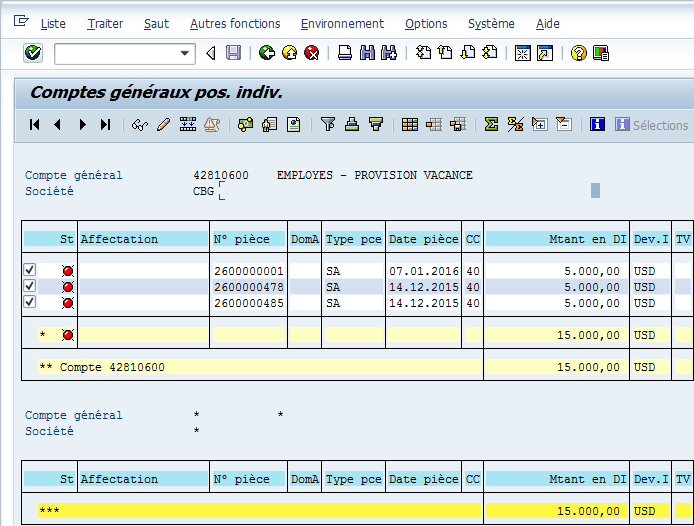 Liste Traiter Saut Autres fonctions Environnement Options Système Aide
Comptes généraux pos. indiv.
Sélections
Compte général 42810600 EMPLOYES - PROVISION VACANCE
Société CBG
St Affectation N° pièce DomA Type pce Date pièce CC Mtant en DI Dev.I TV
2600000001 SA 07.01.2016 40 5.000,00 USD
2600000478 SA 14.12.2015 40 5.000,00 USD
2600000485 SA 14.12.2015 40 5.000,00 USD
* 15.000,00 USD
** Compte 42810600 15.000,00 USD
Compte général * *
Société *
St Affectation N° pièce DomA Type pce Date pièce CC Mtant en DI Dev.I TV
*** 15.000,00 USD